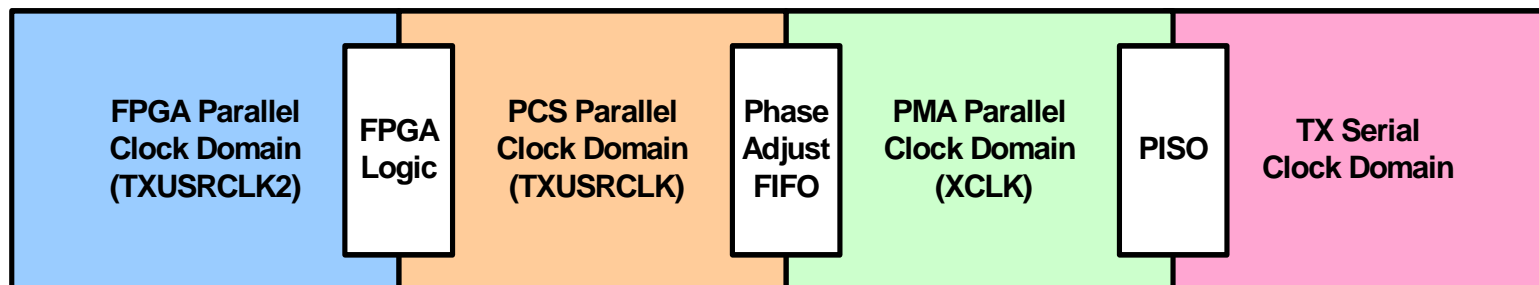 FPGA Parallel
Clock Domain
(TXUSRCLK2)
FPGA
Logic
PCS Parallel
Clock Domain
(TXUSRCLK)
Phase
Adjust
FIFO
PMA Parallel
Clock Domain
(XCLK)
PISO
TX Serial
Clock Domain